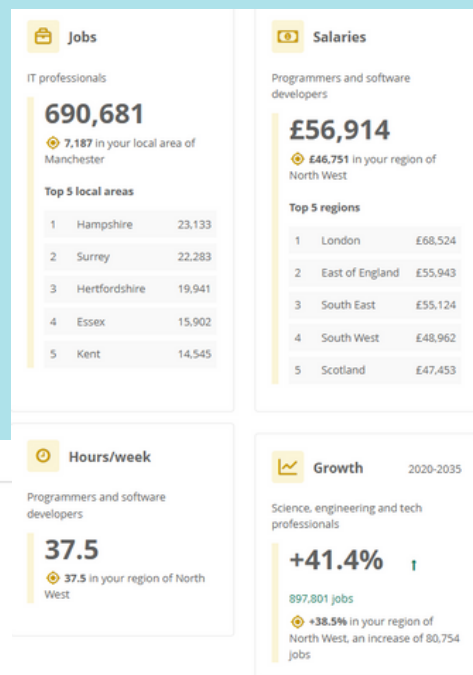 Jobs
IT professionals
690,681
7,187 in your local area of
Manchester
Top 5 local areas
1 Hampshire 23,133
2 Surrey 22,283
3 Hertfordshire 19,941
4 Essex 15,902
5 Kent 14,545
Salaries
Programmers and software
developers
£56,914
£46,751 in your region of
North West
Top 5 regions
1 London £68,524
2 East of England £55,943
3 South East £55,124
4 South West £48,962
5 Scotland £47,453
Hours/week
Programmers and software
developers
37.5
37.5 in your region of North
West
Growth 2020-2035
Science, engineering and tech
professionals
+41.4%
897,801 jobs
+38.5% in your region of
North West, an increase of 80,754
jobs